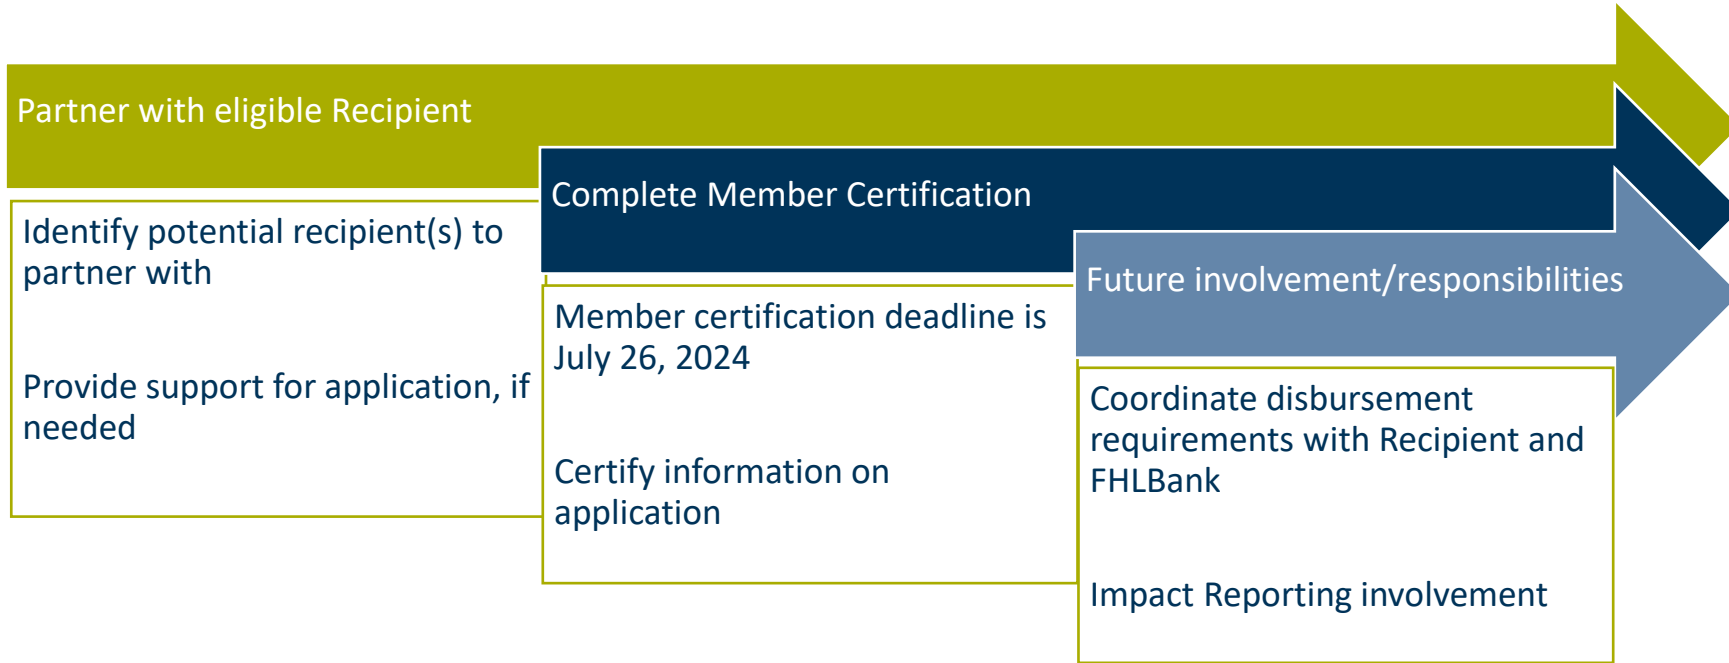 Partner with eligible Recipient
Identify potential recipient(s) to
partner with
Provide support for application, if
needed
Complete Member Certification
Member certification deadline is
July 26, 2024
Certify information on
application
Future involvement/responsibilities
Coordinate disbursement
requirements with Recipient and
FHLBank
Impact Reporting involvement